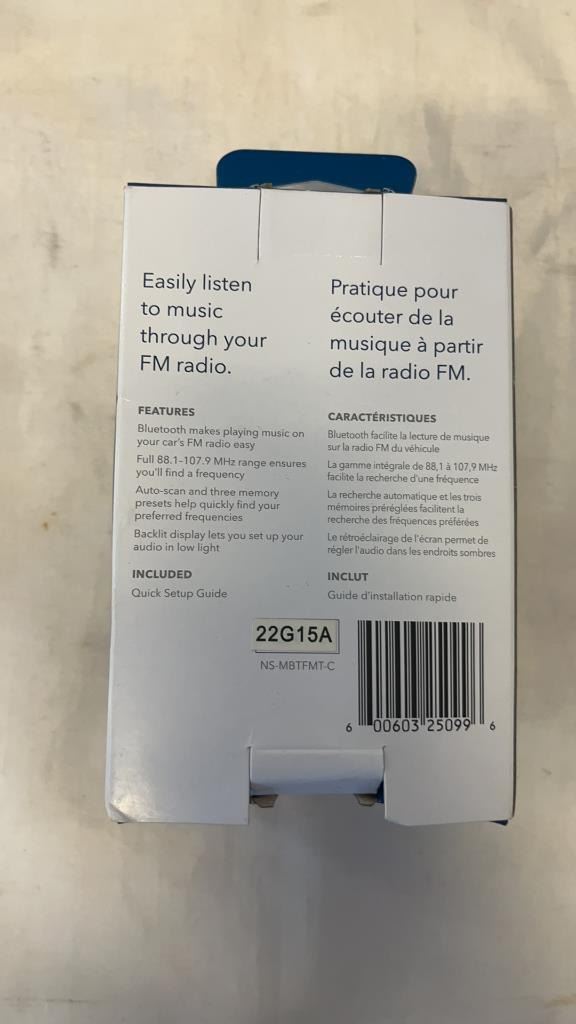 Easily listen
to music
through your
FM radio.
FEATURES
Bluetooth makes playing music on
your car's FM radio easy
Full 88.1–107.9 MHz range ensures
you'll find a frequency
Auto-scan and three memory
presets help quickly find your
preferred frequencies
Backlit display lets you set up your
audio in low light
INCLUDED
Quick Setup Guide
Pratique pour
écouter de la
musique à partir
de la radio FM.
CARACTÉRISTIQUES
Bluetooth facilite la lecture de musique
sur la radio FM du véhicule
La gamme intégrale de 88,1 à 107,9 MHz
facilite la recherche d'une fréquence
La recherche automatique et les trois
mémoires préréglées facilitent la
recherche des fréquences préférées
Le rétroéclairage de l'écran permet de
régler l'audio dans les endroits sombres
INCLUT
Guide d'installation rapide
22G15A
NS-MBTFMT-C
6 00603 25099 6